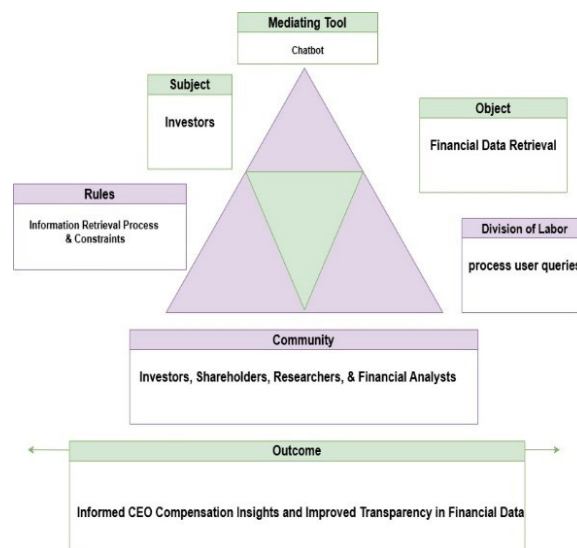 Mediating Tool
Chatbot
Subject
Investors
Object
Financial Data Retrieval
Rules
Information Retrieval Process
& Constraints
Division of Labor
process user queries
Community
Investors, Shareholders, Researchers, & Financial Analysts
Outcome
Informed CEO Compensation Insights and Improved Transparency in Financial Data